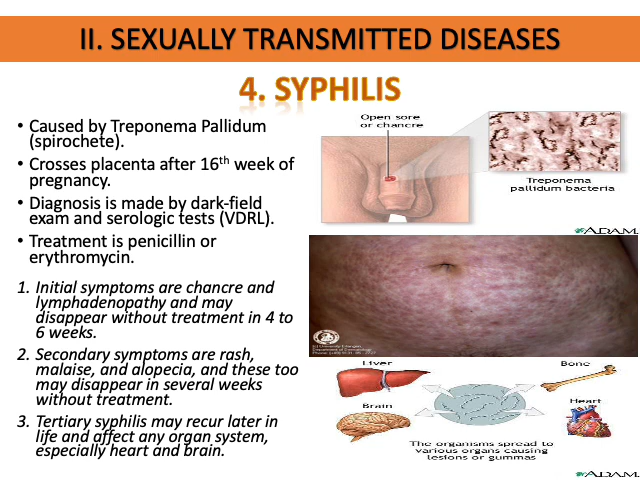 II. SEXUALLY TRANSMITTED DISEASES
4. SYPHILIS
• Caused by Treponema Pallidum
(spirochete).
• Crosses placenta after 16th week of
pregnancy.
• Diagnosis is made by dark-field
exam and serologic tests (VDRL).
• Treatment is penicillin or
erythromycin.
1. Initial symptoms are chancre and
lymphadenopathy and may
disappear without treatment in 4 to
6 weeks.
2. Secondary symptoms are rash,
malaise, and alopecia, and these too
may disappear in several weeks
without treatment.
3. Tertiary syphilis may recur later in
life and affect any organ system,
especially heart and brain.
Open sore
or chancre
Treponema
pallidum bacteria
ADAM.
Department of Dermatology
Liver
Bone
Brain
Heart
The organisms spread to
various organs causing
lesions or gummas
ADAM.